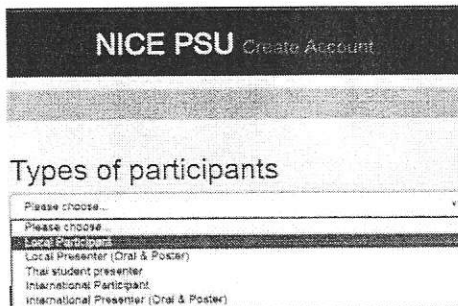 NICE PSU Create Account
Types of participants
Please choose...
Please choose...
Local Participant
Local Presenter (Oral & Poster)
Thai student presenter
International Participant
International Presenter (Oral & Poster)